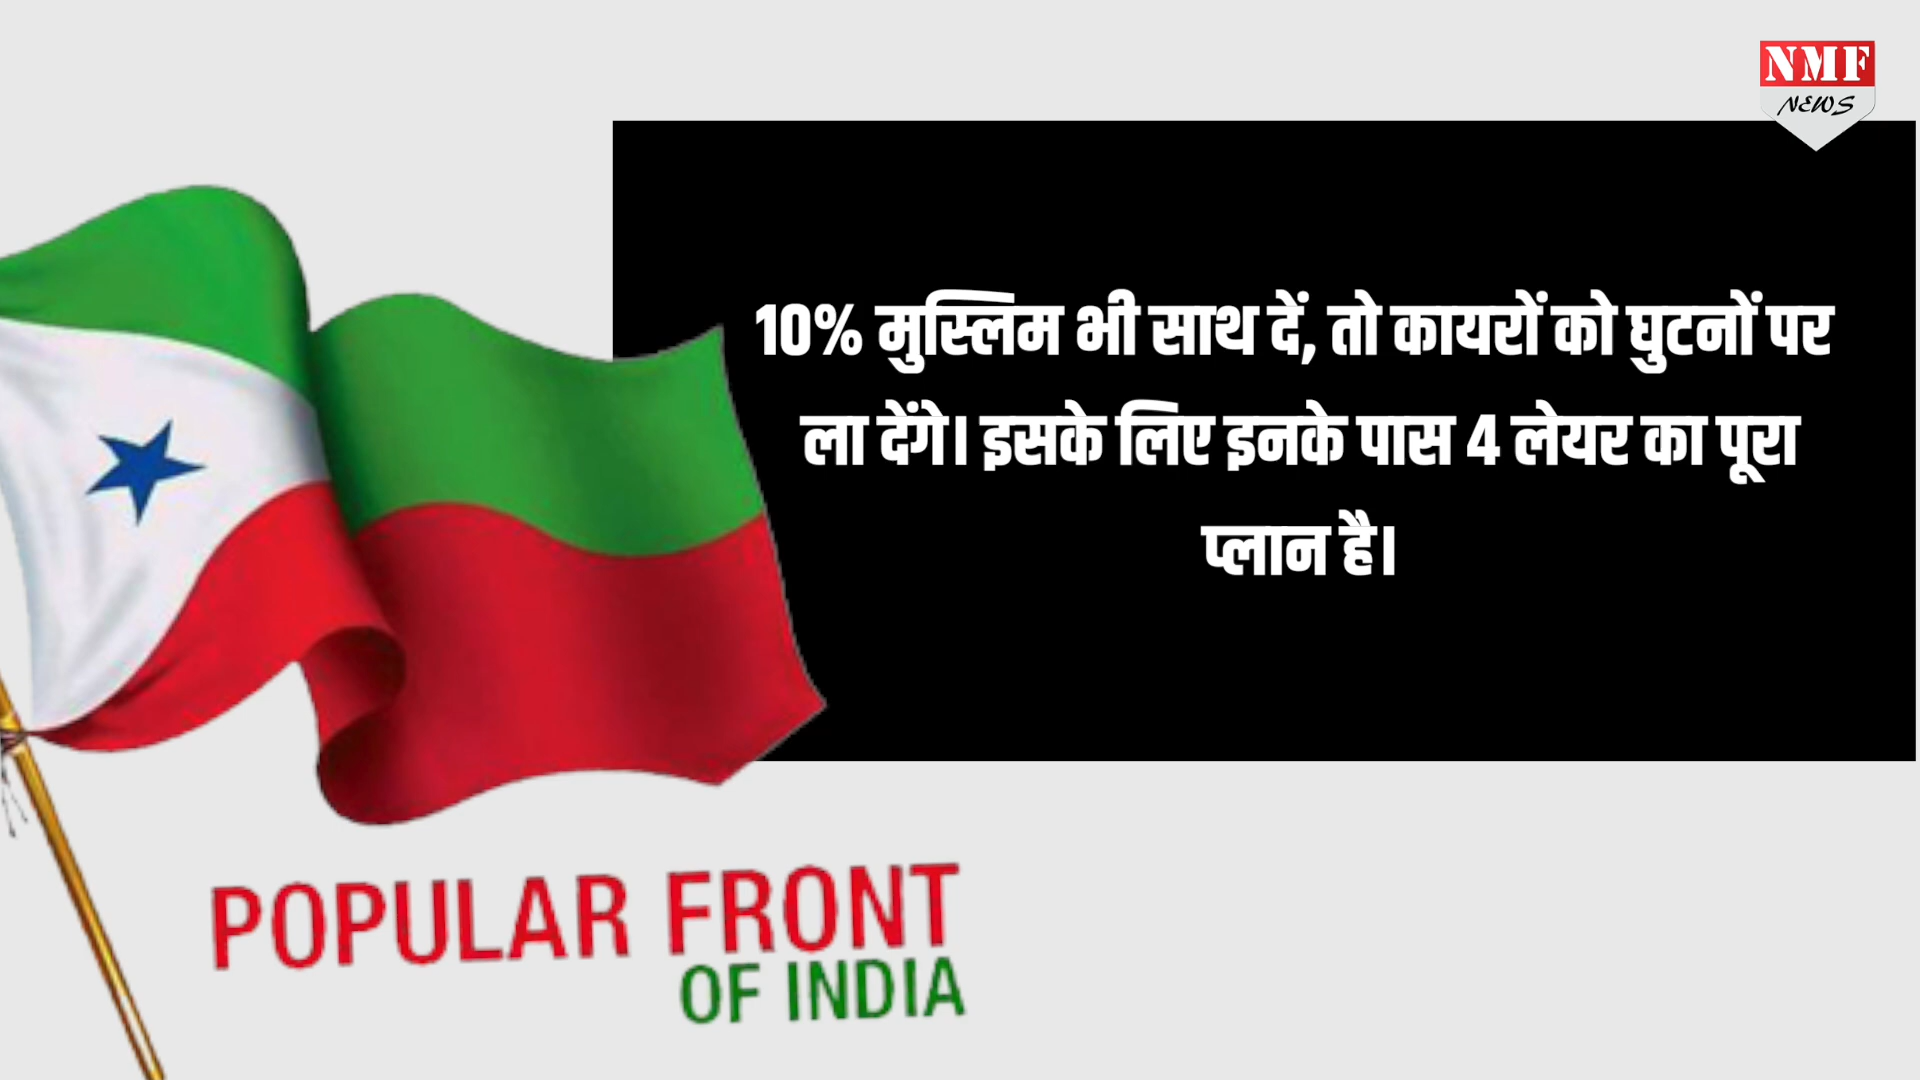 NMF
NEWS
10% मुस्लिम भी साथ दें, तो कायरों को घुटनों पर
ला देंगे। इसके लिए इनके पास 4 लेयर का पूरा
प्लान है।
POPULAR FRONT
OF INDIA